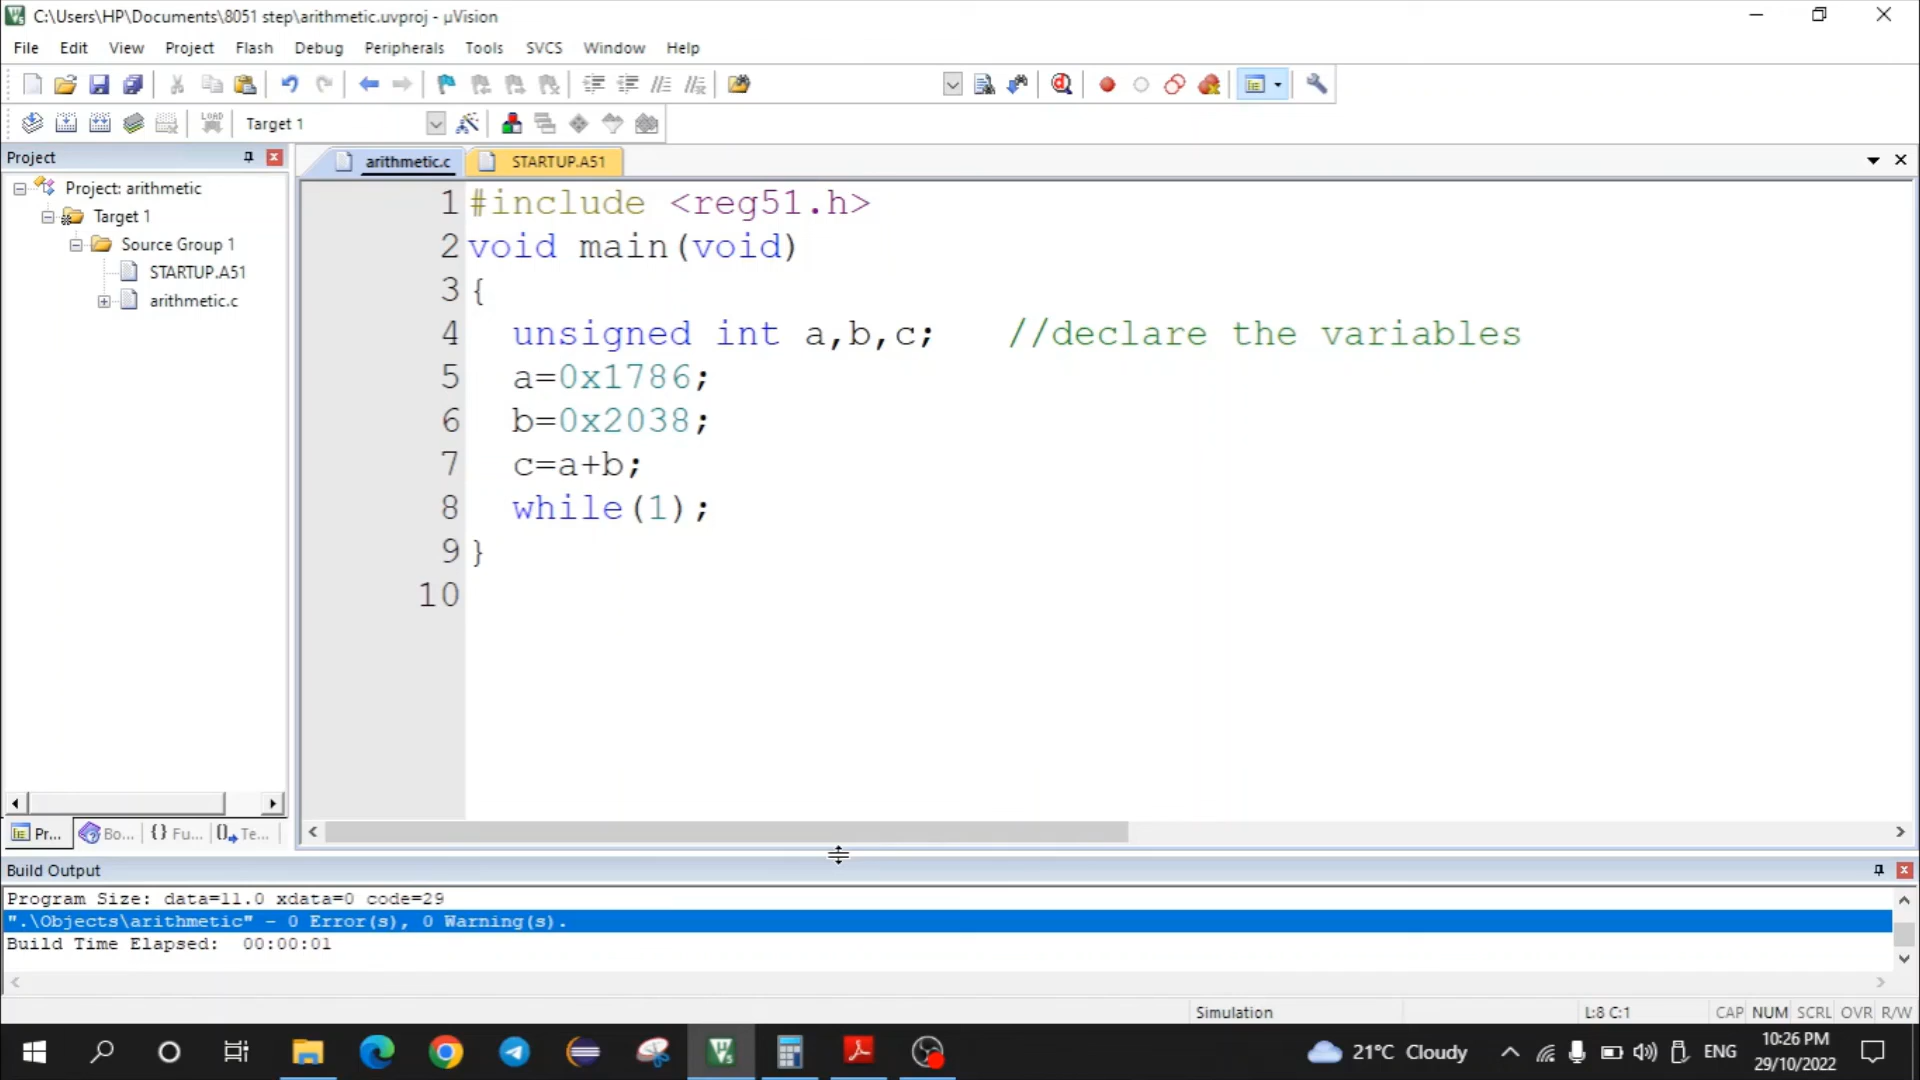 C:\Users\HP\Documents\8051 step\arithmetic.uvproj - µVision
File Edit View Project Flash Debug Peripherals Tools SVCS Window Help
LOAD
Target 1
Project
arithmetic.c STARTUP.A51
Project: arithmetic
Target 1
Source Group 1
STARTUP.A51
arithmetic.c
1 #include <reg51.h>
2 void main(void)
3 {
4 unsigned int a,b,c; //declare the variables
5 a=0x1786;
6 b=0x2038;
7 c=a+b;
8 while(1);
9 }
10
Pr... Bo... {} Fu... Te...
Build Output
Program Size: data=11.0 xdata=0 code=29
".\Objects\arithmetic" - 0 Error(s), 0 Warning(s).
Build Time Elapsed: 00:00:01
Simulation L:8 C:1 CAP NUM SCRL OVR R/W
21°C Cloudy ENG 10:26 PM
29/10/2022